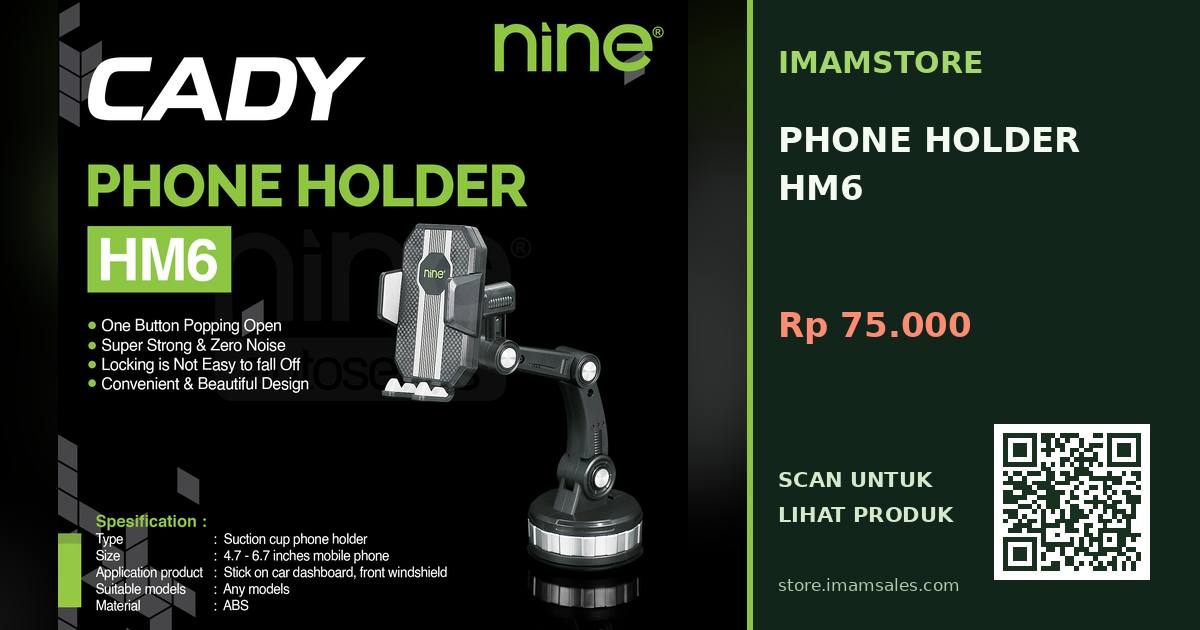 CADY
nine®
PHONE HOLDER
HM6
nine®
• One Button Popping Open
• Super Strong & Zero Noise
• Locking is Not Easy to fall Off
• Convenient & Beautiful Design
Spesification :
Type : Suction cup phone holder
Size : 4.7 - 6.7 inches mobile phone
Application product : Stick on car dashboard, front windshield
Suitable models : Any models
Material : ABS
IMAMSTORE
PHONE HOLDER
HM6
Rp 75.000
SCAN UNTUK
LIHAT PRODUK
store.imamsales.com